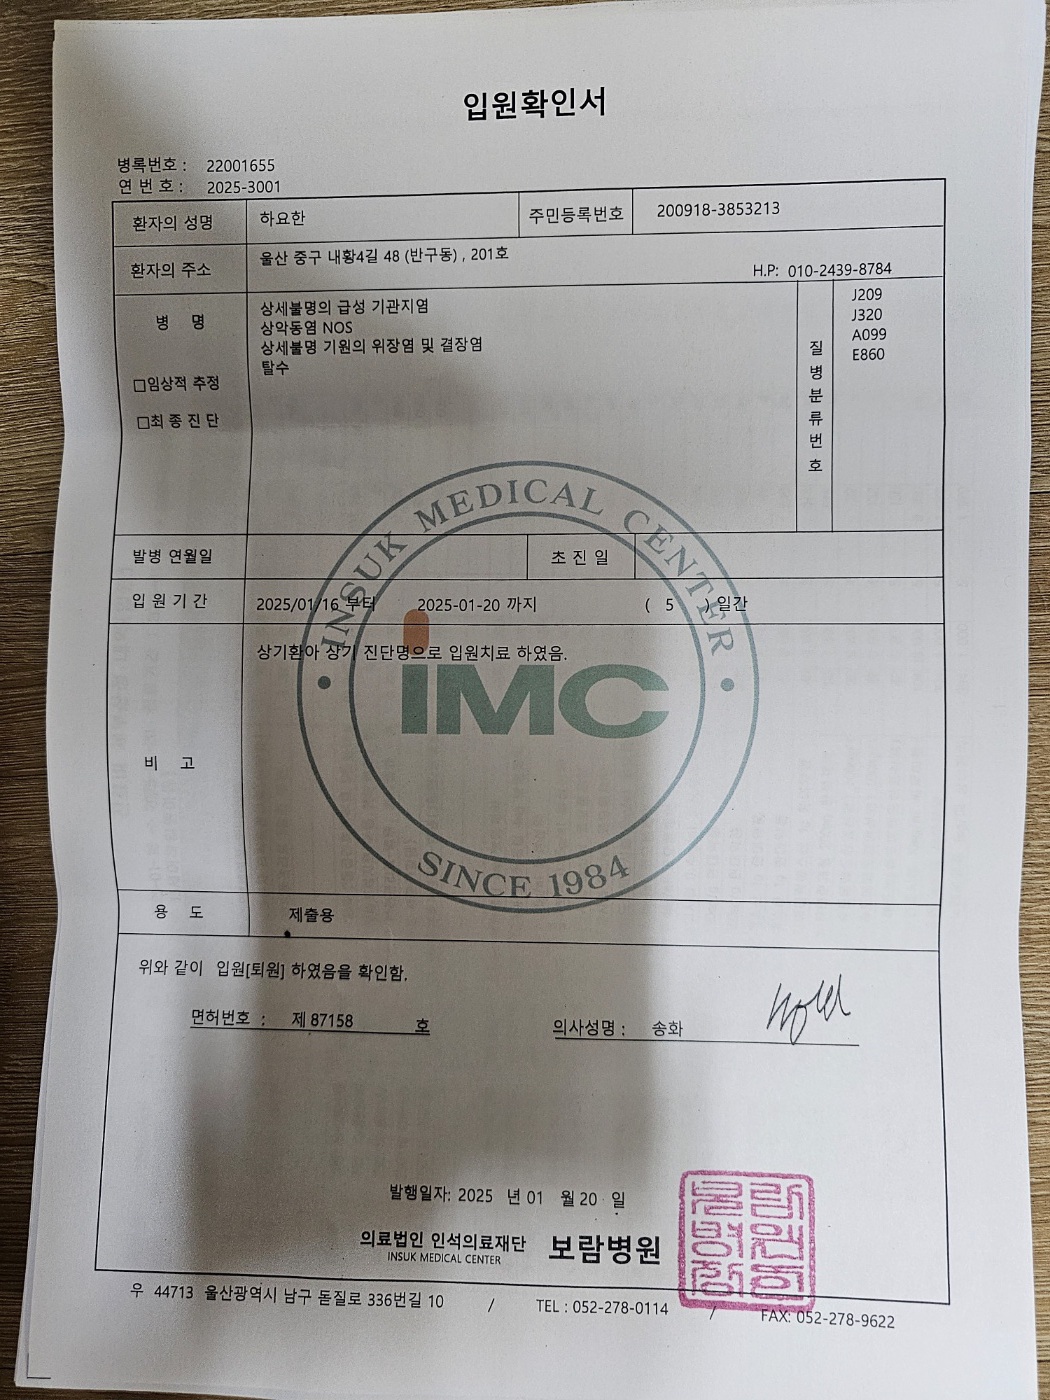 입원확인서
병록번호 : 22001655
연 번 호 : 2025-3001
환자의 성명 하요한 주민등록번호 200918-3853213
환자의 주소 울산 중구 내황4길 48 (반구동) , 201호
H.P: 010-2439-8784
병 명 상세불명의 급성 기관지염 J209
상악동염 NOS J320
상세불명 기원의 위장염 및 결장염 A099
탈수 E860
질병분류번호
□임상적 추정
□최 종 진 단
발병 연월일 초 진 일
입 원 기 간 2025/01/16 부터 2025-01-20 까지 ( 5 ) 일간
상기환아 상기 진단명으로 입원치료 하였음.
비 고
INSUK MEDICAL CENTER
iMC
SINCE 1984
용 도 제출용
위와 같이 입원[퇴원] 하였음을 확인함.
면허번호 : 제 87158 호 의사성명 : 송화
발행일자: 2025 년 01 월 20 일
의료법인 인석의료재단 보람병원
INSUK MEDICAL CENTER
우 44713 울산광역시 남구 돋질로 336번길 10 / TEL : 052-278-0114 / FAX: 052-278-9622